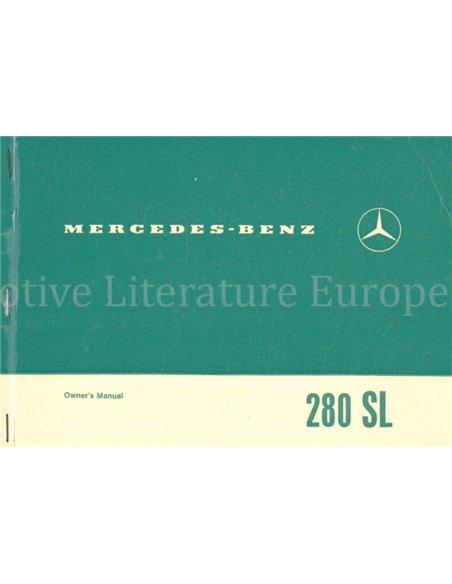 MERCEDES-BENZ
otive Literature Europe
Owner's Manual
280 SL